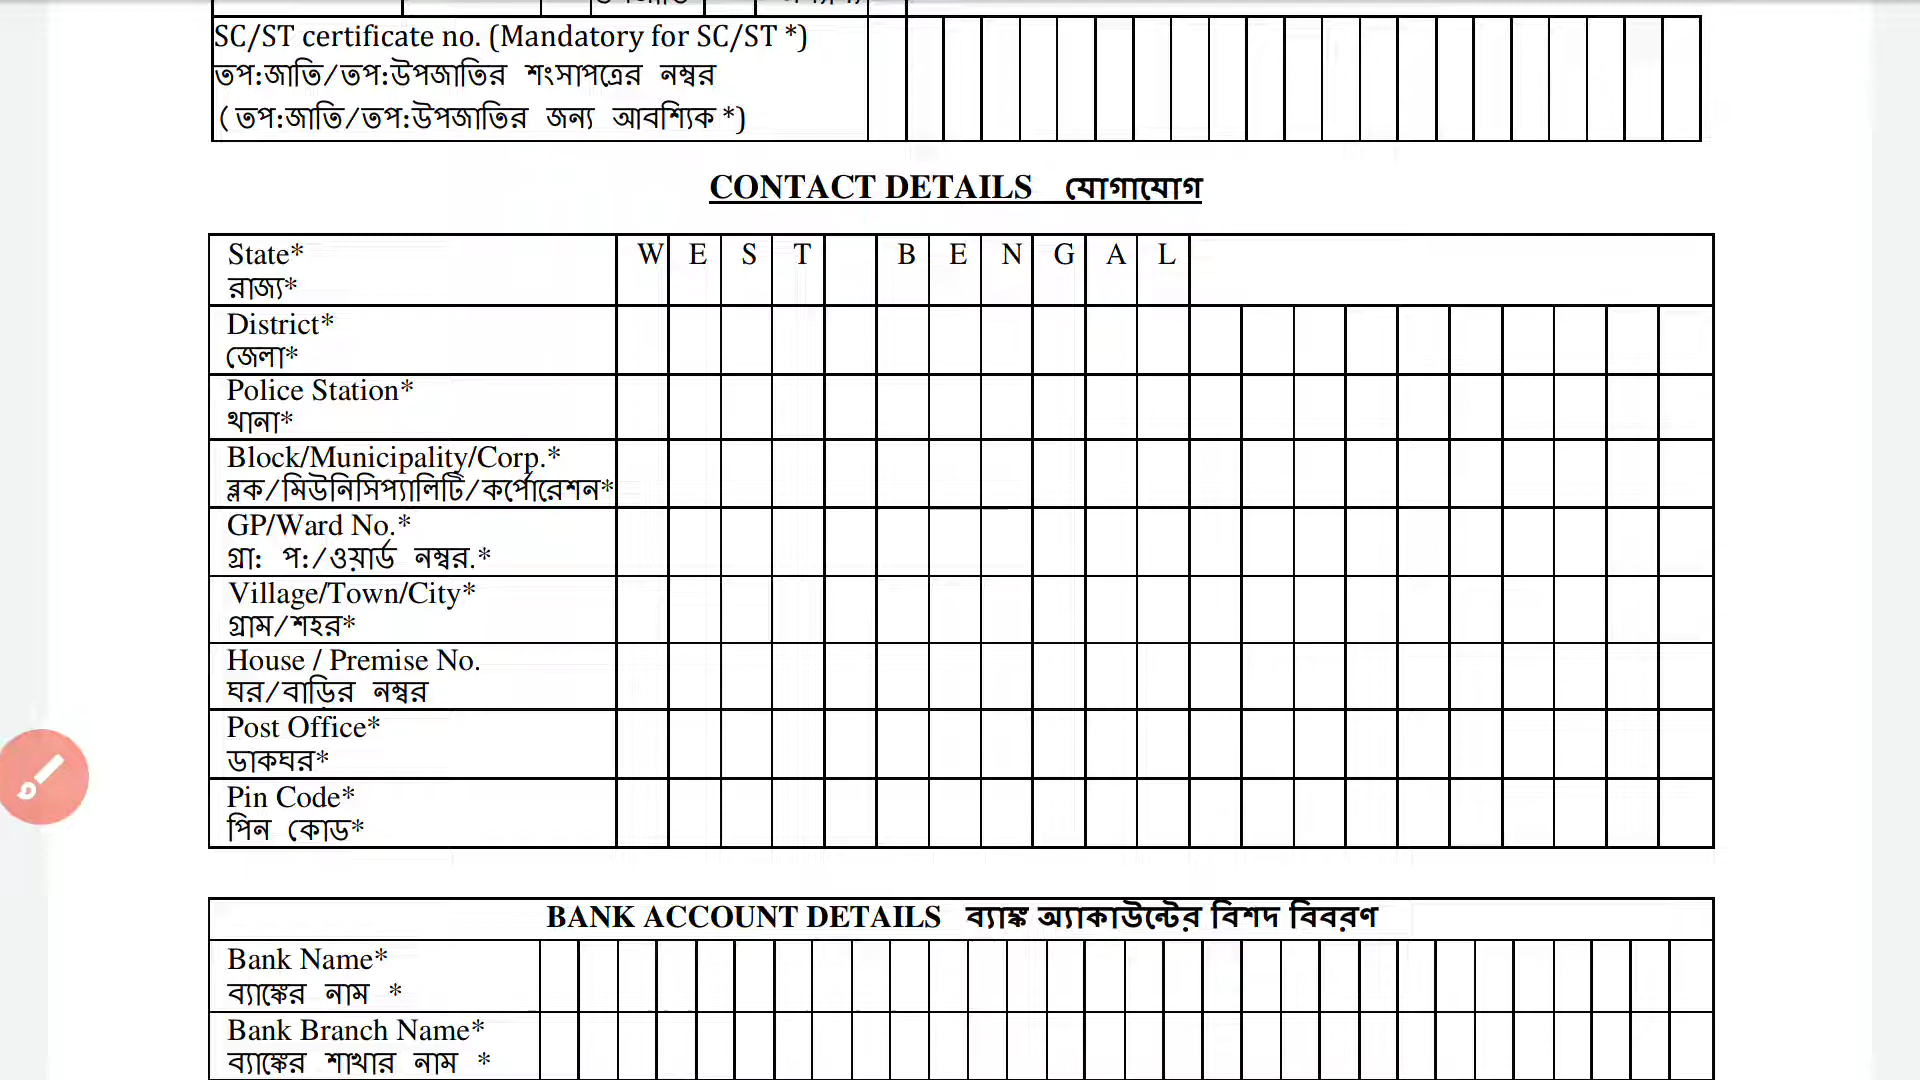 SC/ST certificate no. (Mandatory for SC/ST *)
তপ:জাতি/তপ:উপজাতির শংসাপত্রের নম্বর
( তপ:জাতি/তপ:উপজাতির জন্য আবশ্যিক *)
CONTACT DETAILS যোগাযোগ
State* W E S T B E N G A L
রাজ্য*
District*
জেলা*
Police Station*
থানা*
Block/Municipality/Corp.*
ব্লক/মিউনিসিপ্যালিটি/কর্পোরেশন*
GP/Ward No.*
গ্রা: প:/ওয়ার্ড নম্বর.*
Village/Town/City*
গ্রাম/শহর*
House / Premise No.
ঘর/বাড়ির নম্বর
Post Office*
ডাকঘর*
Pin Code*
পিন কোড*
BANK ACCOUNT DETAILS ব্যাঙ্ক অ্যাকাউন্টের বিশদ বিবরণ
Bank Name*
ব্যাঙ্কের নাম *
Bank Branch Name*
ব্যাঙ্কের শাখার নাম *